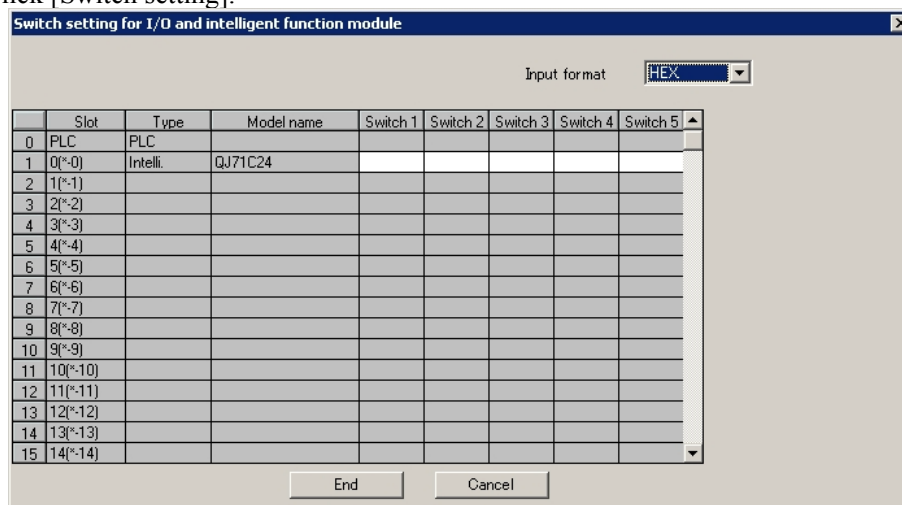 ick [Switch setting].
Switch setting for I/O and intelligent function module
Input format HEX
Slot Type Model name Switch 1 Switch 2 Switch 3 Switch 4 Switch 5
0 PLC PLC
1 0(*-0) Intelli. QJ71C24
2 1(*-1)
3 2(*-2)
4 3(*-3)
5 4(*-4)
6 5(*-5)
7 6(*-6)
8 7(*-7)
9 8(*-8)
10 9(*-9)
11 10(*-10)
12 11(*-11)
13 12(*-12)
14 13(*-13)
15 14(*-14)
End Cancel